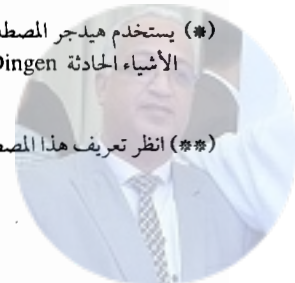 (*) يستخدم هيدجر المصط
الأشياء الحادثة Dingen
(**) انظر تعريف هذا المص